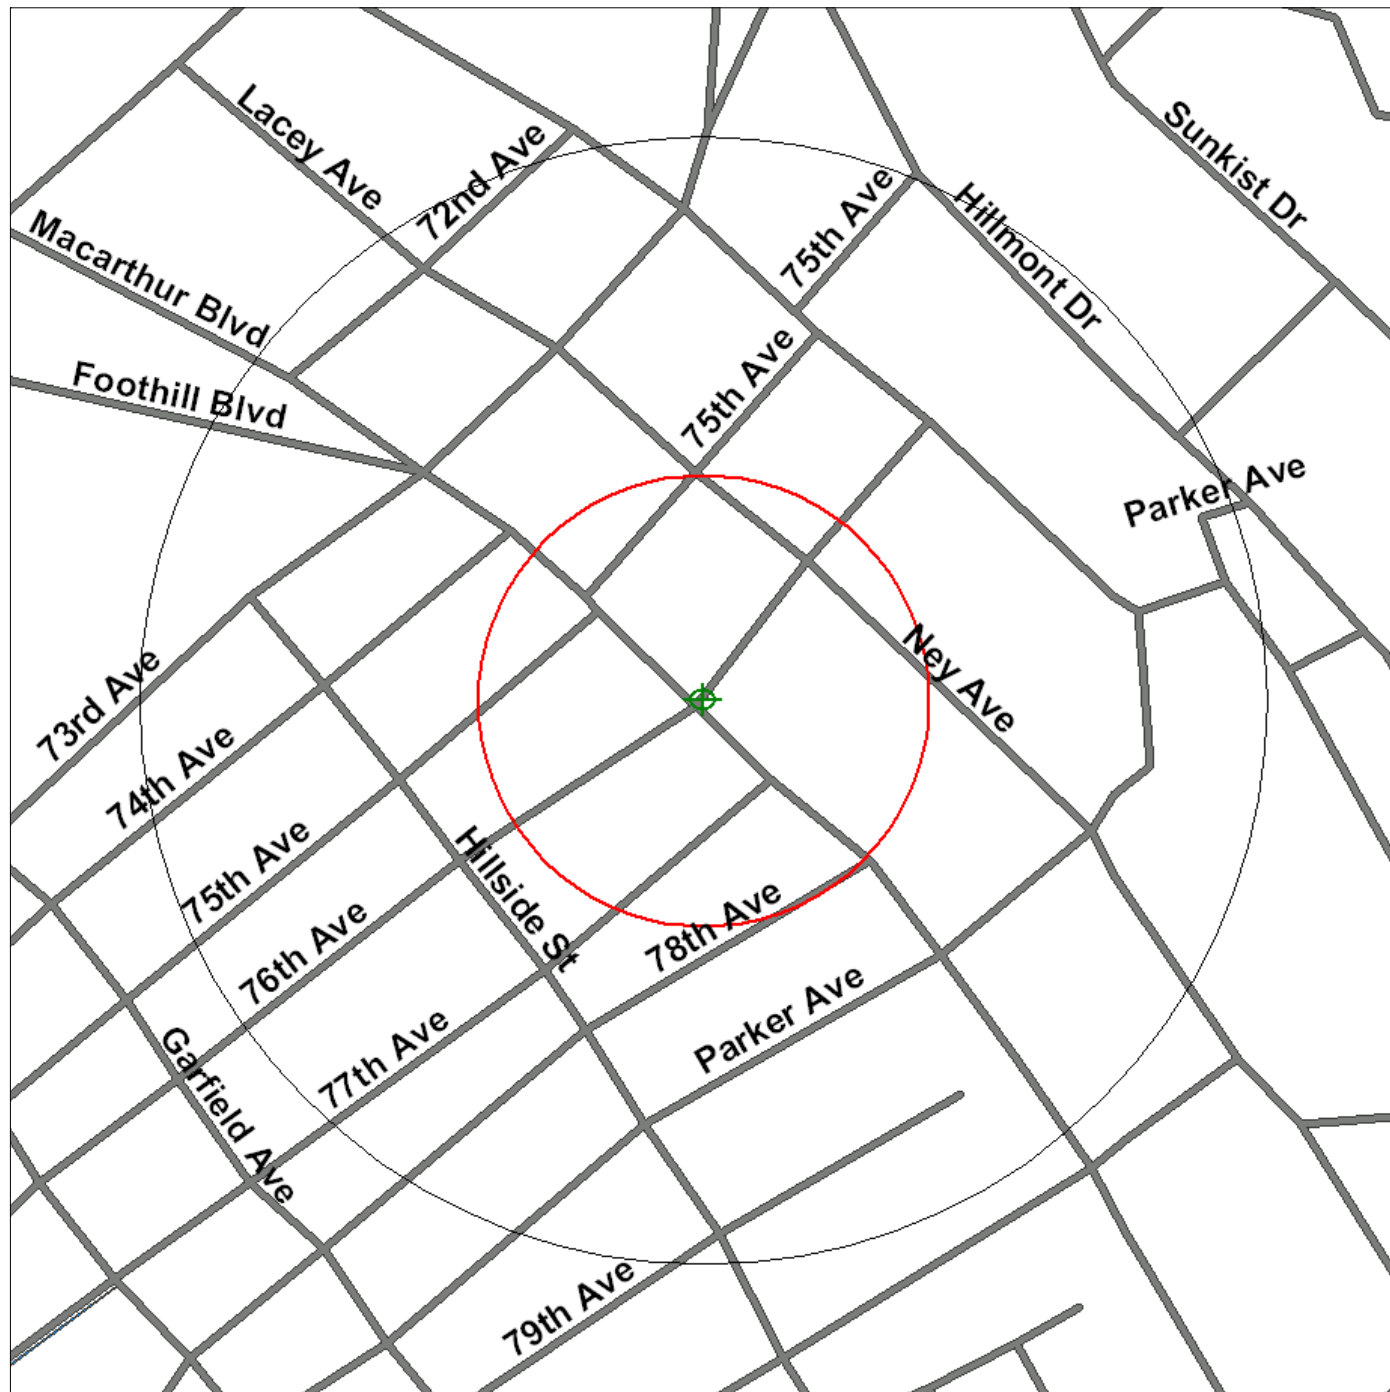 Lacey Ave
72nd Ave
Sunkist Dr
75th Ave
Hillmont Dr
Macarthur Blvd
Foothill Blvd
75th Ave
Parker Ave
Ney Ave
73rd Ave
74th Ave
75th Ave
Hillside St
76th Ave
78th Ave
Parker Ave
77th Ave
Garfield Ave
79th Ave